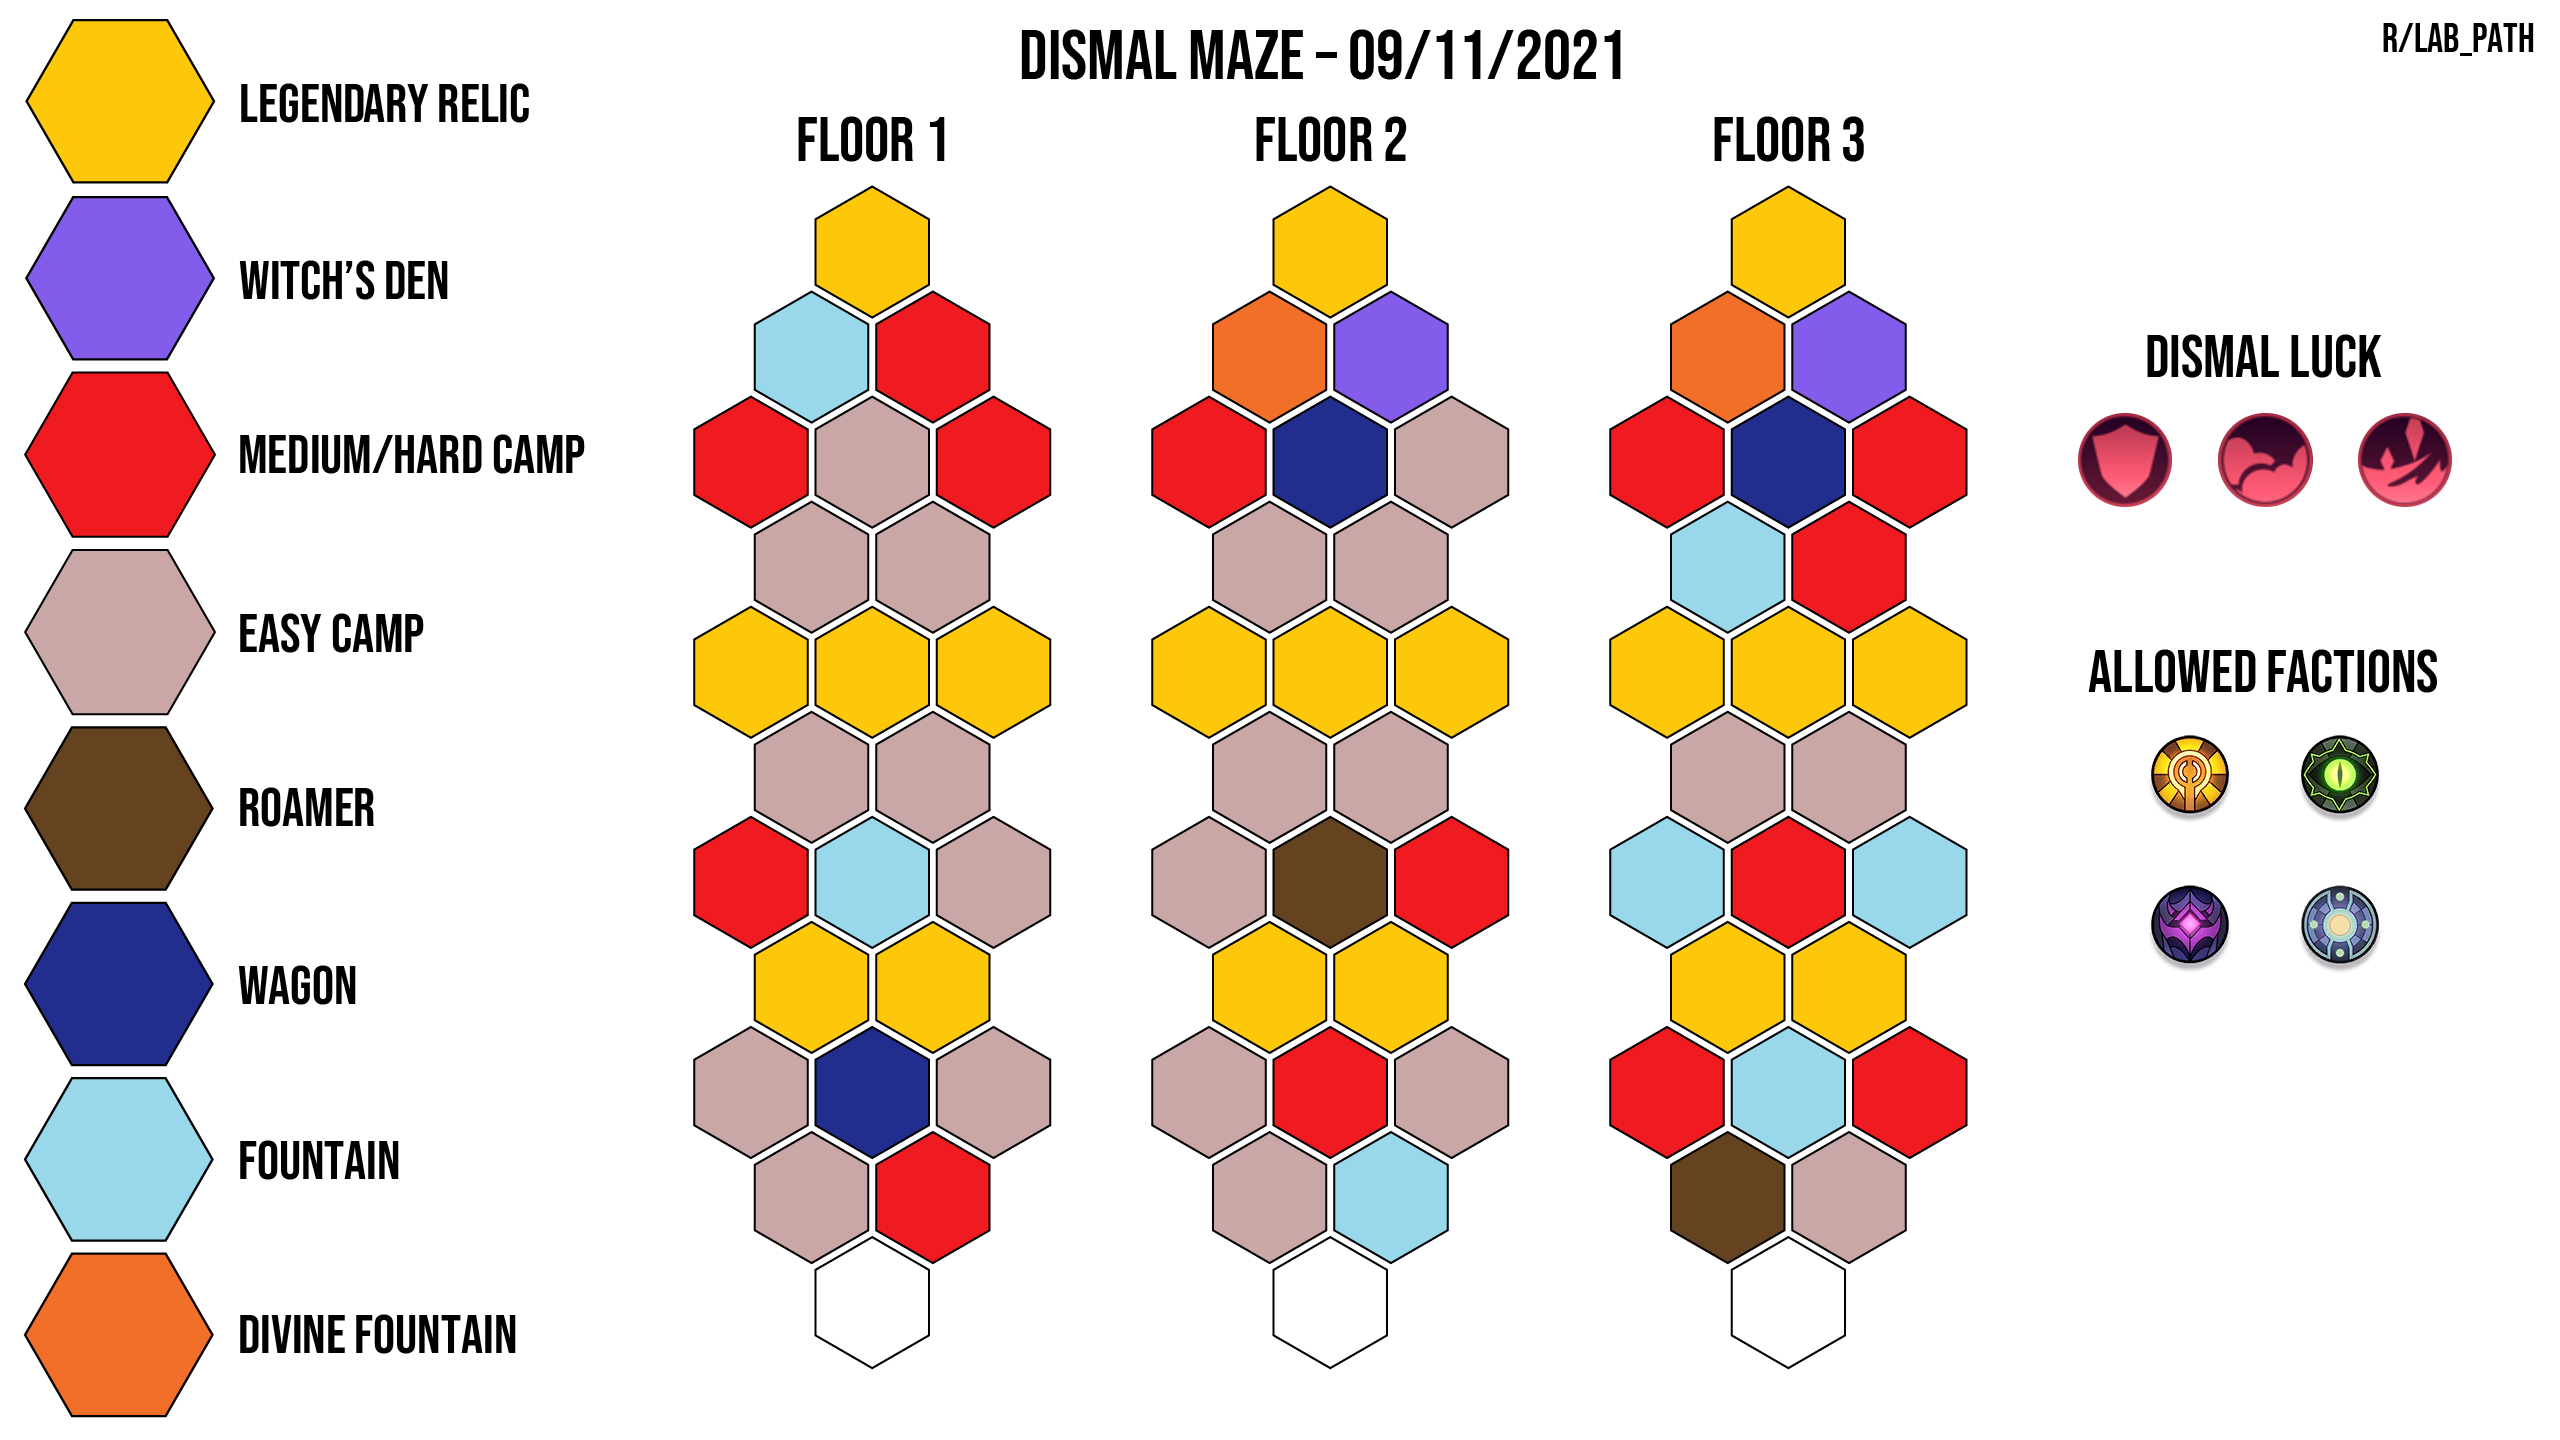 DISMAL MAZE – 09/11/2021
R/LAB_PATH
LEGENDARY RELIC
WITCH'S DEN
MEDIUM/HARD CAMP
EASY CAMP
ROAMER
WAGON
FOUNTAIN
DIVINE FOUNTAIN
FLOOR 1
FLOOR 2
FLOOR 3
DISMAL LUCK
ALLOWED FACTIONS